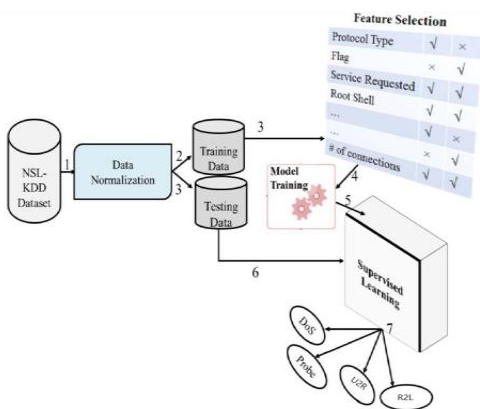 Feature Selection
Protocol Type √ ×
Flag × √
Service Requested √ √
Root Shell √ √
... √ ×
... × √
# of connections √ √
NSL-
KDD
Dataset
1
Data
Normalization
2
3
Training
Data
3
Testing
Data
4
Model
Training
5
6
Supervised
Learning
7
DoS
Probe
U2R
R2L